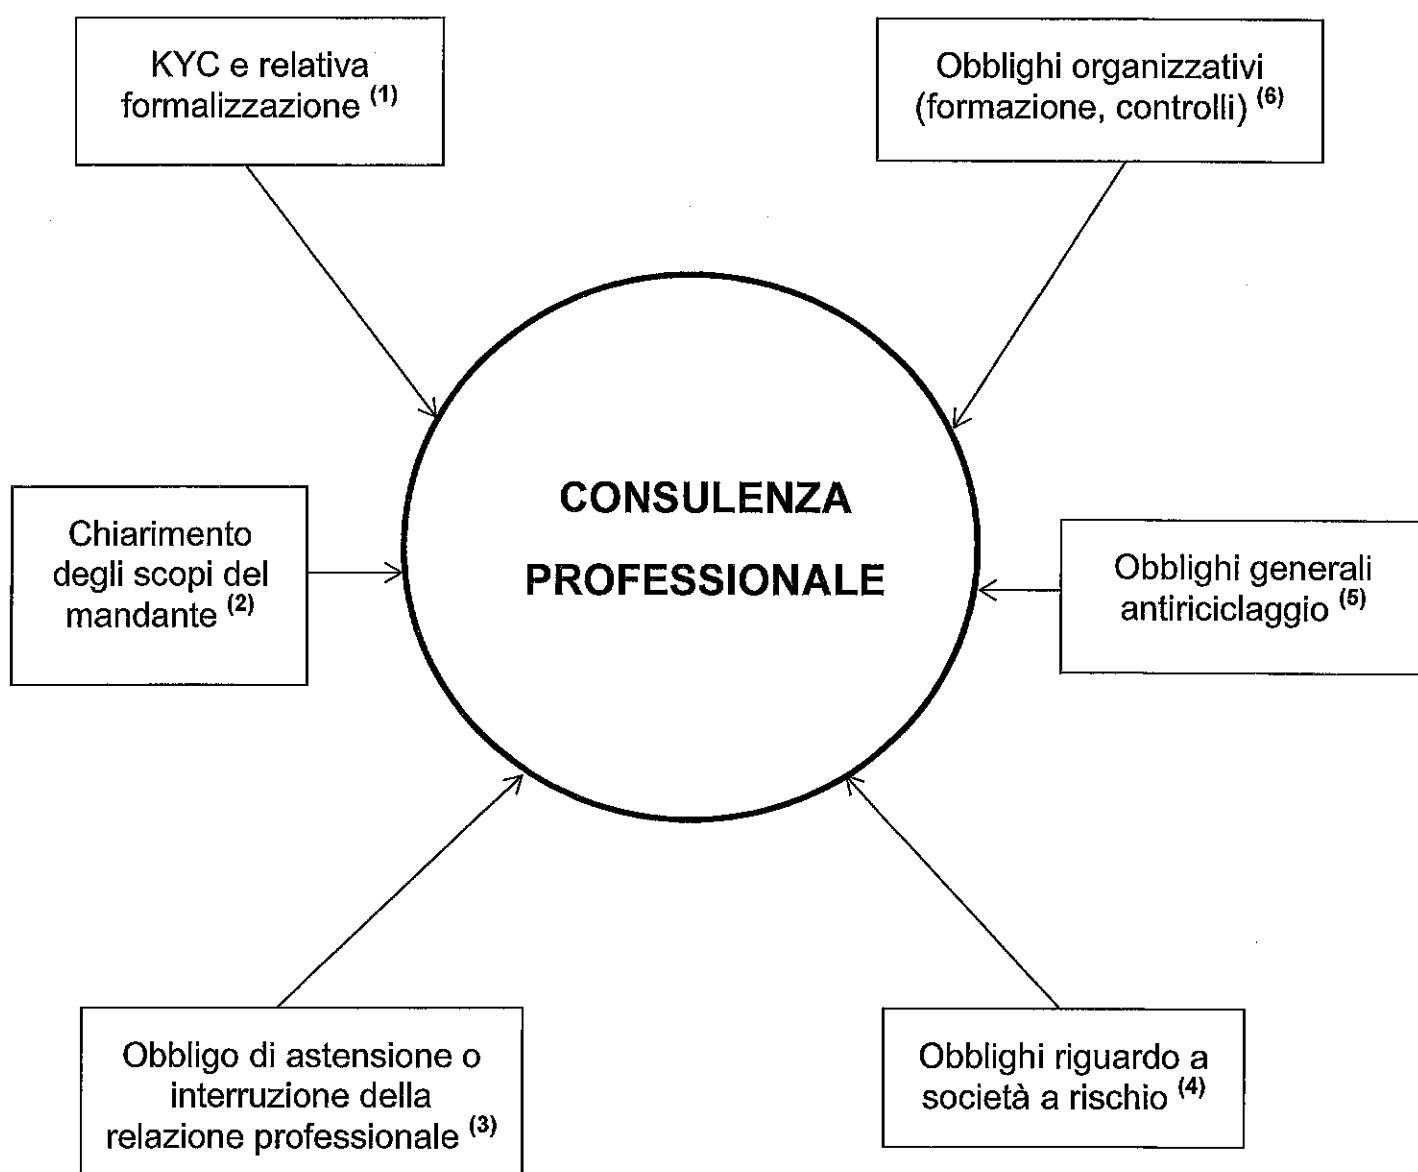 KYC e relativa
formalizzazione (1)
Obblighi organizzativi
(formazione, controlli) (6)
CONSULENZA
PROFESSIONALE
Chiarimento
degli scopi del
mandante (2)
Obblighi generali
antiriciclaggio (5)
Obbligo di astensione o
interruzione della
relazione professionale (3)
Obblighi riguardo a
società a rischio (4)